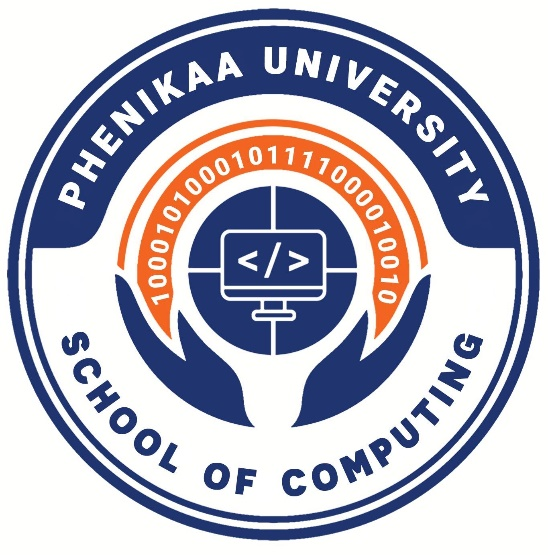 PHENIKAA UNIVERSITY
1000101000101111000010010
</>
SCHOOL OF COMPUTING